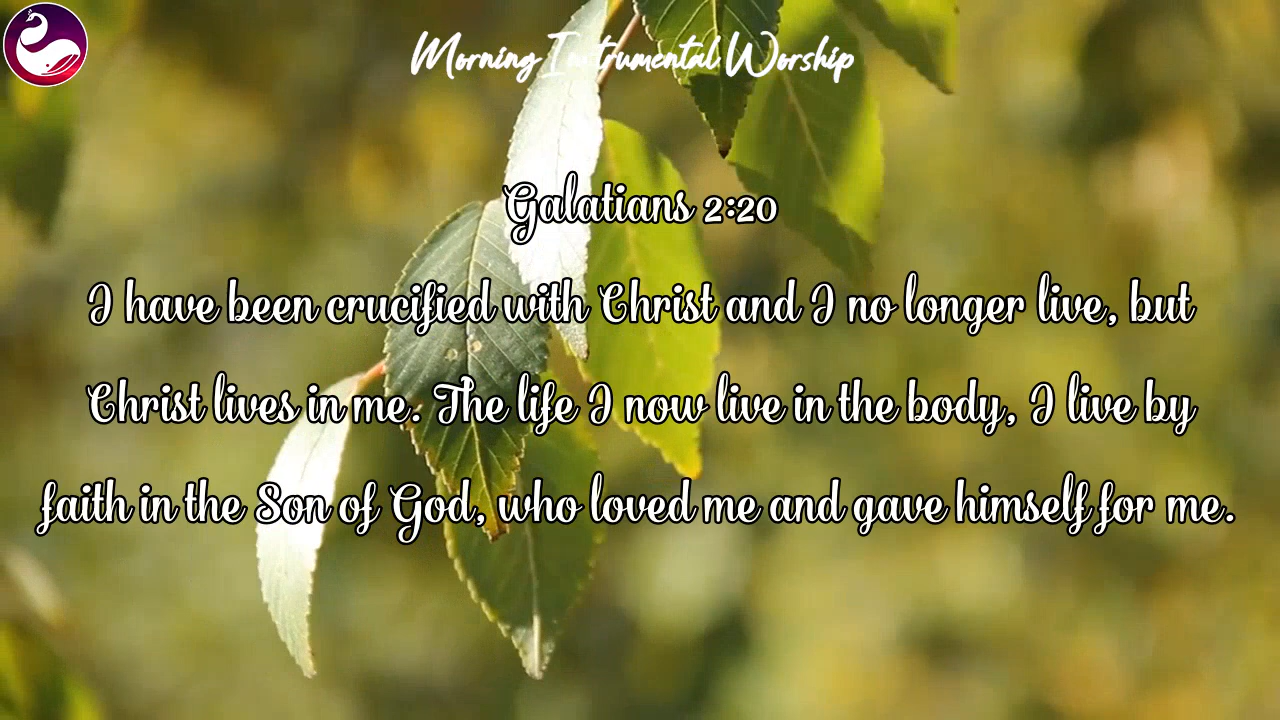 Morning Instrumental Worship
Galatians 2:20
I have been crucified with Christ and I no longer live, but
Christ lives in me. The life I now live in the body, I live by
faith in the Son of God, who loved me and gave himself for me.